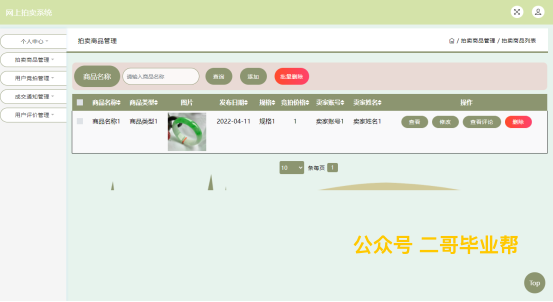 网上拍卖系统
个人中心
拍卖商品管理
用户竞拍管理
成交通知管理
用户评价管理
拍卖商品管理
/ 拍卖商品管理 / 拍卖商品列表
商品名称 请输入商品名称 查询 添加 批量删除
商品名称 商品类型 图片 发布日期 规格 竞拍价格 卖家账号 卖家姓名 操作
商品名称1 商品类型1 2022-04-11 规格1 1 卖家账号1 卖家姓名1 查看 修改 查看评论 删除
10 条每页 1
公众号 二哥毕业帮
Top